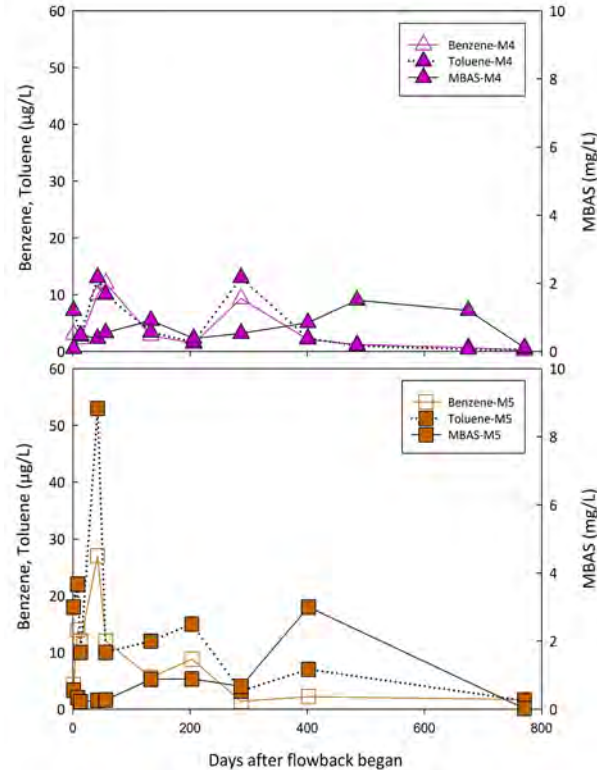 60
50
40
30
20
10
0
Benzene, Toluene (µg/L)
10
8
6
4
2
0
MBAS (mg/L)
Benzene-M4
Toluene-M4
MBAS-M4
60
50
40
30
20
10
0
Benzene, Toluene (µg/L)
10
8
6
4
2
0
MBAS (mg/L)
Benzene-M5
Toluene-M5
MBAS-M5
0 200 400 600 800
Days after flowback began